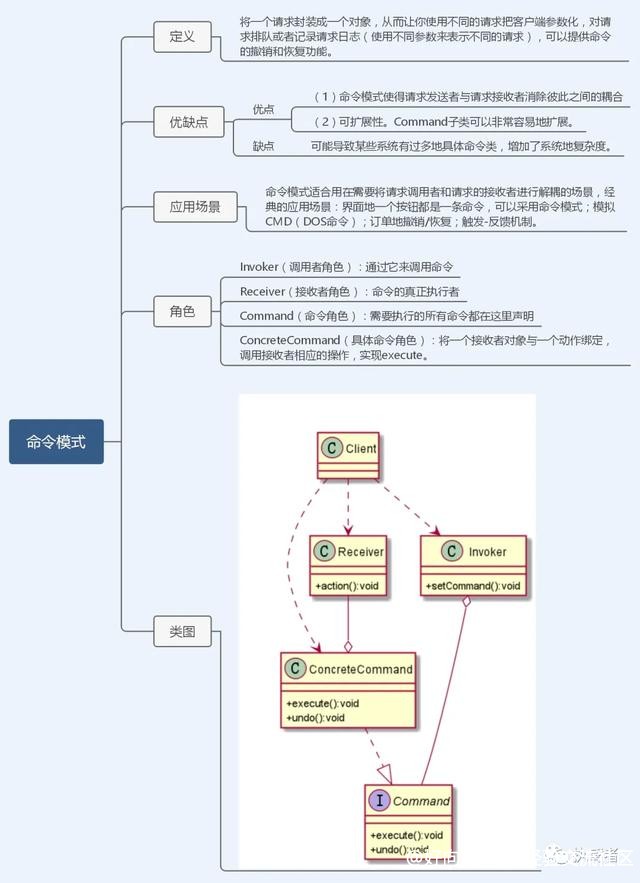 命令模式
定义
将一个请求封装成一个对象，从而让你使用不同的请求把客户端参数化，对请
求排队或者记录请求日志（使用不同参数来表示不同的请求），可以提供命令
的撤销和恢复功能。
优缺点
优点
（1）命令模式使得请求发送者与请求接收者消除彼此之间的耦合
（2）可扩展性。Command子类可以非常容易地扩展。
缺点
可能导致某些系统有过多地具体命令类，增加了系统地复杂度。
应用场景
命令模式适合用在需要将请求调用者和请求的接收者进行解耦的场景，经
典的应用场景：界面地一个按钮都是一条命令，可以采用命令模式；模拟
CMD（DOS命令）；订单地撤销/恢复；触发-反馈机制。
角色
Invoker（调用者角色）：通过它来调用命令
Receiver（接收者角色）：命令的真正执行者
Command（命令角色）：需要执行的所有命令都在这里声明
ConcreteCommand（具体命令角色）：将一个接收者对象与一个动作绑定，
调用接收者相应的操作，实现execute。
类图
C Client
C Receiver
+action():void
C Invoker
+setCommand():void
C ConcreteCommand
+execute():void
+undo():void
I Command
+execute():void
+undo():void